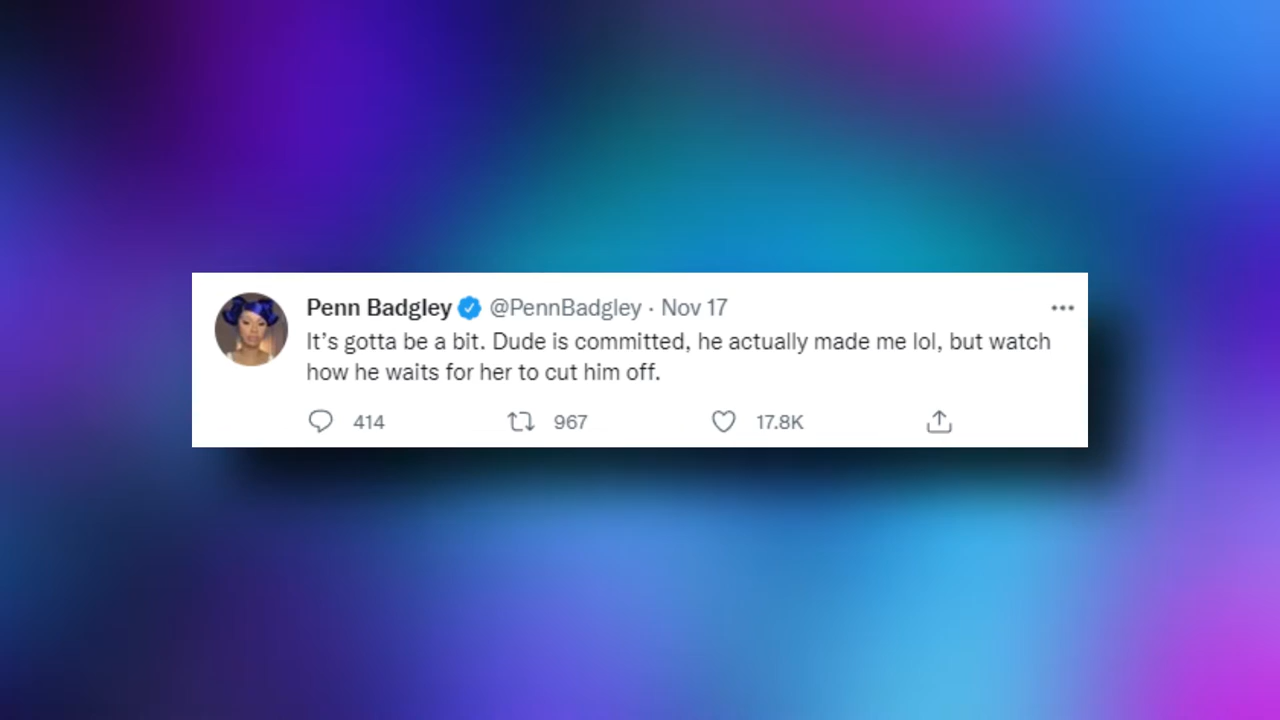 Penn Badgley @PennBadgley · Nov 17
It’s gotta be a bit. Dude is committed, he actually made me lol, but watch
how he waits for her to cut him off.
414 967 17.8K